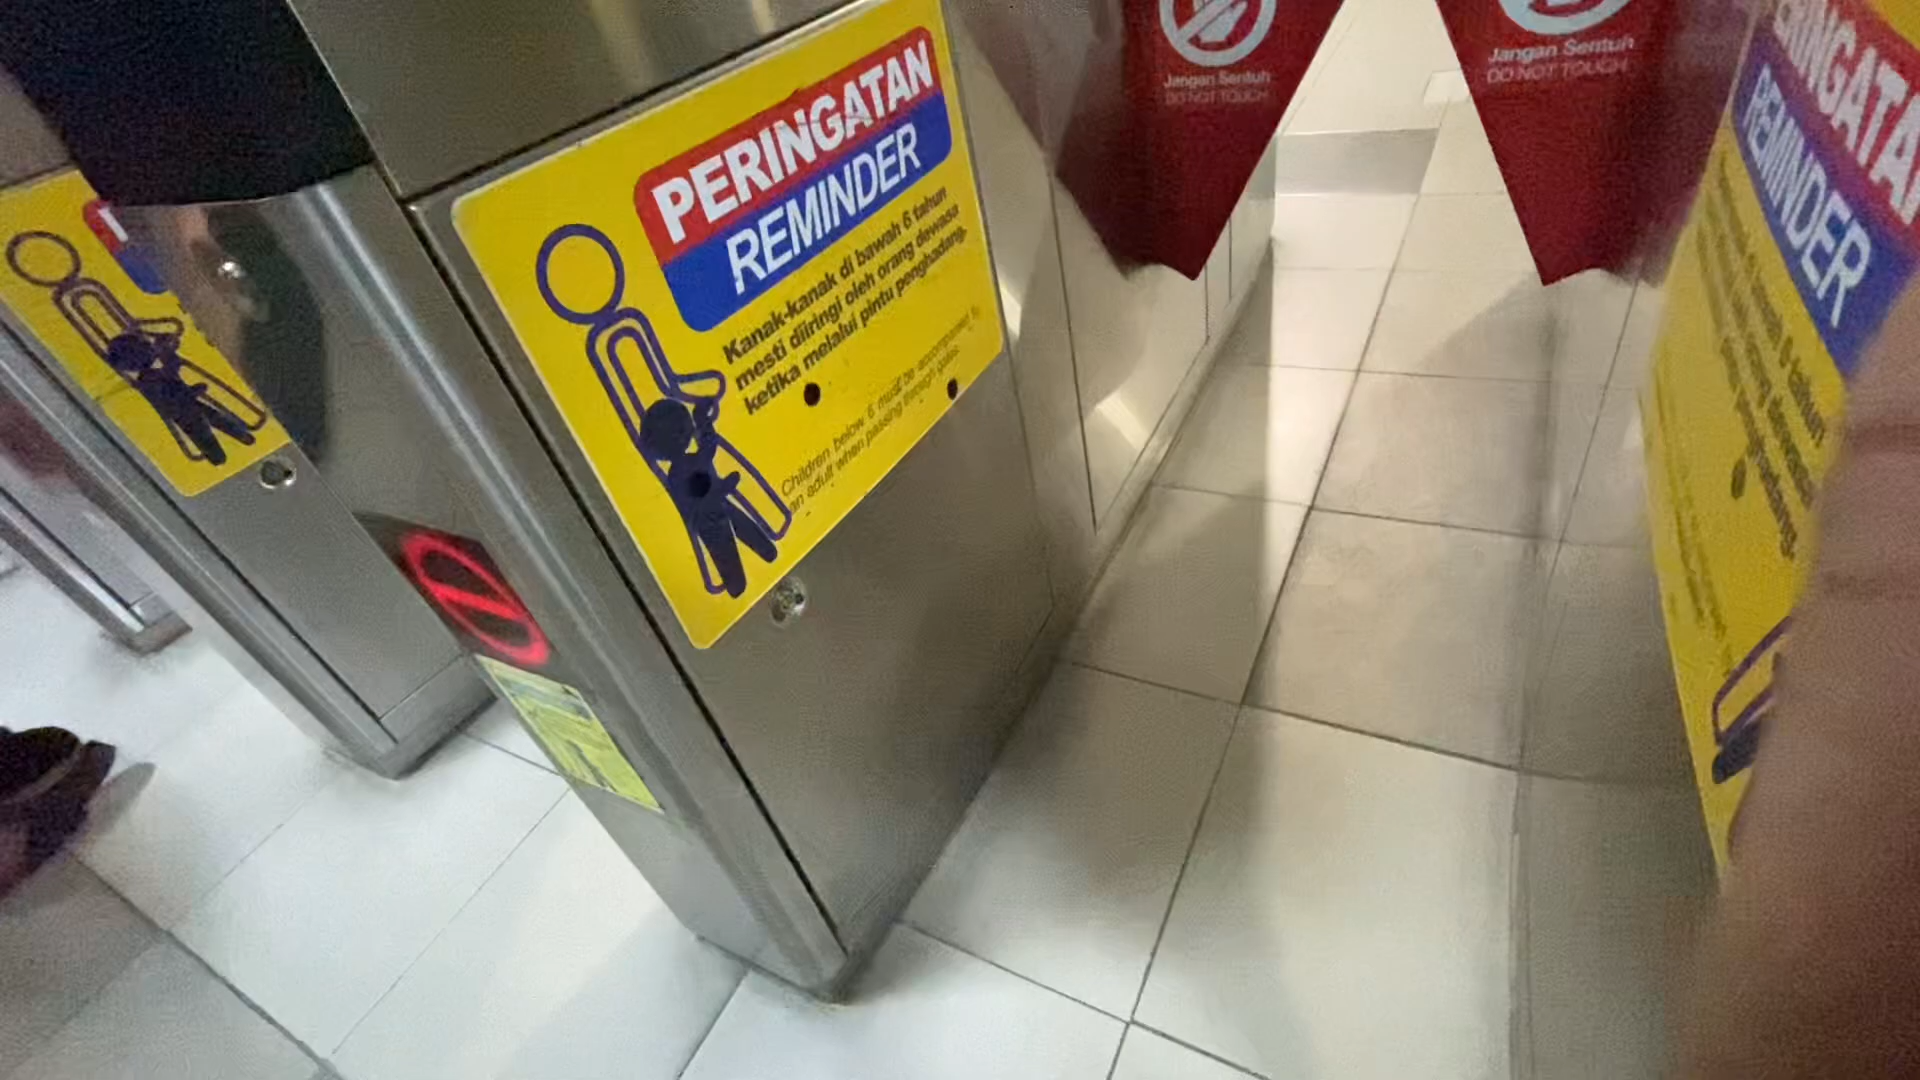 PERINGATAN
REMINDER
Kanak-kanak di bawah 6 tahun
mesti diiringi oleh orang dewasa
ketika melalui pintu penghadang.
Children below 6 must be accompanied by
an adult when passing through gates.
Jangan Sentuh
DO NOT TOUCH
Jangan Sentuh
DO NOT TOUCH
REMINDER